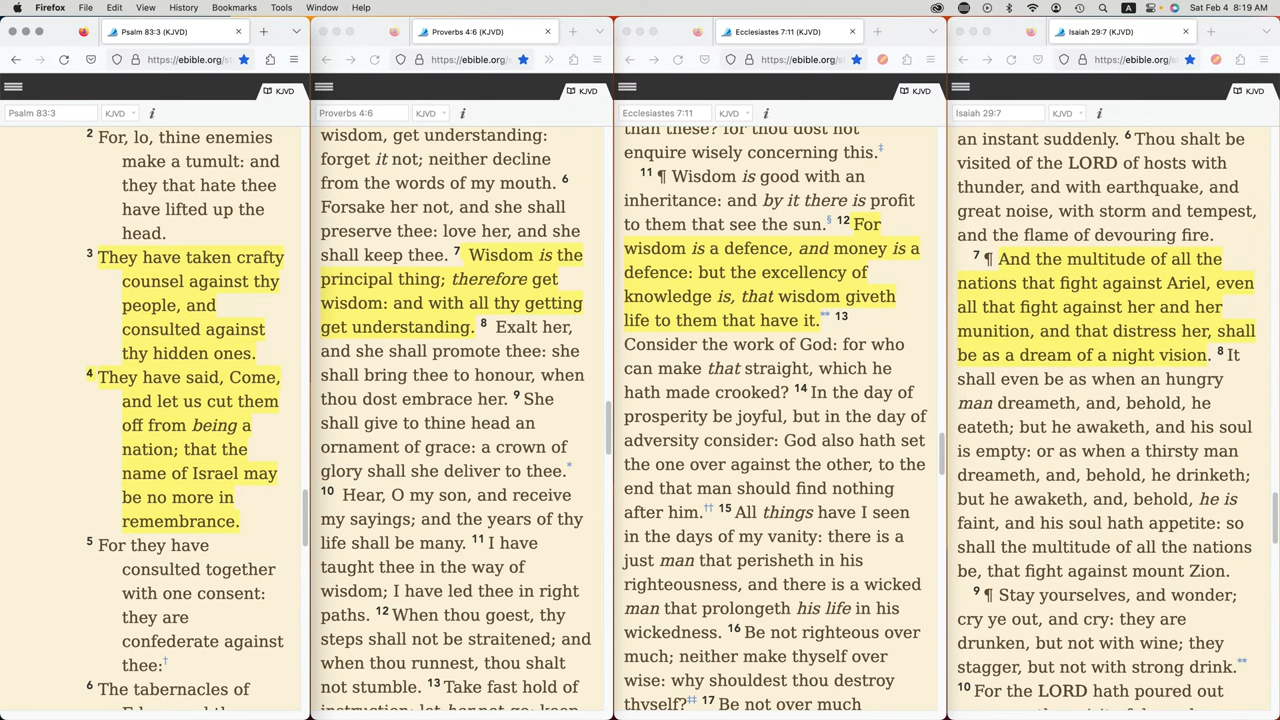 Firefox File Edit View History Bookmarks Tools Window Help A Sat Feb 4 8:19 AM
Psalm 83:3 (KJVD)
https://ebible.org/s
KJVD
Psalm 83:3 KJVD i
2 For, lo, thine enemies
make a tumult: and
they that hate thee
have lifted up the
head.
3 They have taken crafty
counsel against thy
people, and
consulted against
thy hidden ones.
4 They have said, Come,
and let us cut them
off from being a
nation; that the
name of Israel may
be no more in
remembrance.
5 For they have
consulted together
with one consent:
they are
confederate against
thee:†
6 The tabernacles of
Proverbs 4:6 (KJVD)
https://ebible.org/s
KJVD
Proverbs 4:6 KJVD i
wisdom, get understanding:
forget it not; neither decline
from the words of my mouth. 6
Forsake her not, and she shall
preserve thee: love her, and she
shall keep thee. 7 Wisdom is the
principal thing; therefore get
wisdom: and with all thy getting
get understanding. 8 Exalt her,
and she shall promote thee: she
shall bring thee to honour, when
thou dost embrace her. 9 She
shall give to thine head an
ornament of grace: a crown of
glory shall she deliver to thee.*
10 Hear, O my son, and receive
my sayings; and the years of thy
life shall be many. 11 I have
taught thee in the way of
wisdom; I have led thee in right
paths. 12 When thou goest, thy
steps shall not be straitened; and
when thou runnest, thou shalt
not stumble. 13 Take fast hold of
instruction; let her not go: keep
Ecclesiastes 7:11 (KJVD)
https://ebible.org/s
KJVD
Ecclesiastes 7:11 KJVD i
than these? for thou dost not
enquire wisely concerning this.‡
11 ¶ Wisdom is good with an
inheritance: and by it there is profit
to them that see the sun.§ 12 For
wisdom is a defence, and money is a
defence: but the excellency of
knowledge is, that wisdom giveth
life to them that have it.** 13
Consider the work of God: for who
can make that straight, which he
hath made crooked? 14 In the day of
prosperity be joyful, but in the day of
adversity consider: God also hath set
the one over against the other, to the
end that man should find nothing
after him.†† 15 All things have I seen
in the days of my vanity: there is a
just man that perisheth in his
righteousness, and there is a wicked
man that prolongeth his life in his
wickedness. 16 Be not righteous over
much; neither make thyself over
wise: why shouldest thou destroy
thyself?‡‡ 17 Be not over much
Isaiah 29:7 (KJVD)
https://ebible.org/s
KJVD
Isaiah 29:7 KJVD i
an instant suddenly. 6 Thou shalt be
visited of the LORD of hosts with
thunder, and with earthquake, and
great noise, with storm and tempest,
and the flame of devouring fire.
7 ¶ And the multitude of all the
nations that fight against Ariel, even
all that fight against her and her
munition, and that distress her, shall
be as a dream of a night vision. 8 It
shall even be as when an hungry
man dreameth, and, behold, he
eateth; but he awaketh, and his soul
is empty: or as when a thirsty man
dreameth, and, behold, he drinketh;
but he awaketh, and, behold, he is
faint, and his soul hath appetite: so
shall the multitude of all the nations
be, that fight against mount Zion.
9 ¶ Stay yourselves, and wonder;
cry ye out, and cry: they are
drunken, but not with wine; they
stagger, but not with strong drink.**
10 For the LORD hath poured out